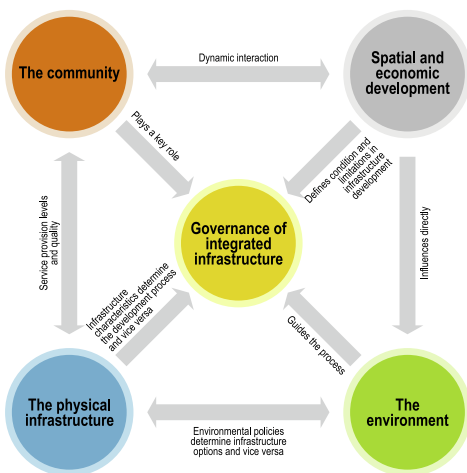 The community
Dynamic interaction
Spatial and
economic
development
Plays a key role
Defines condition and
limitations in
infrastructure
development
Governance of
integrated
infrastructure
Service provision levels
and quality
Infrastructure
characteristics determine
the development process
and vice versa
Guides the process
Influences directly
The physical
infrastructure
Environmental policies
determine infrastructure
options and vice versa
The
environment